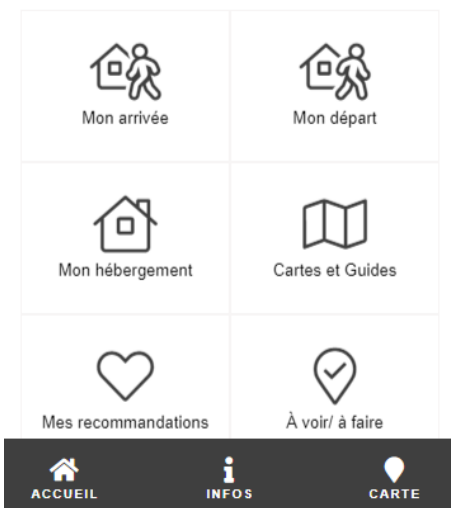 Mon arrivée
Mon départ
Mon hébergement
Cartes et Guides
Mes recommandations
À voir/ à faire
ACCUEIL
INFOS
CARTE